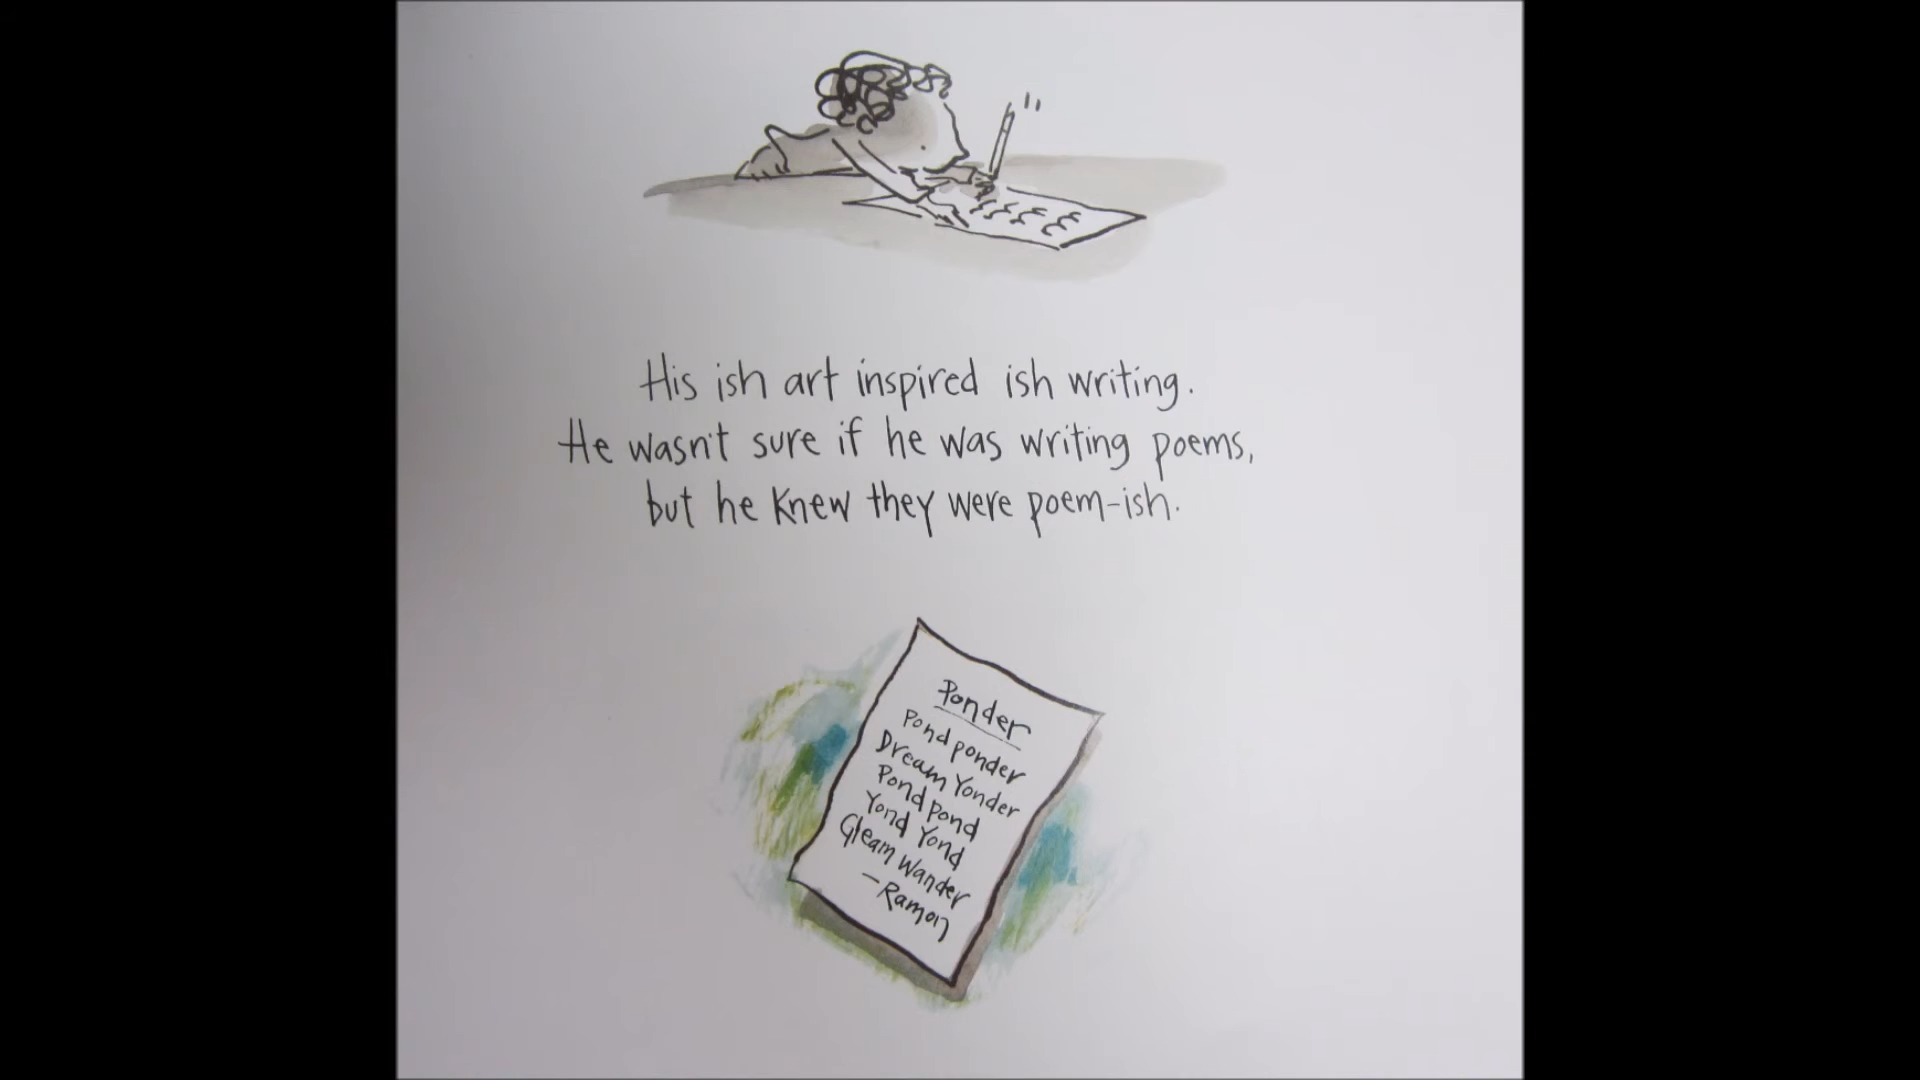 His ish art inspired ish writing.
He wasn't sure if he was writing poems,
but he knew they were poem-ish.
Ponder
Pond ponder
Dream Yonder
Pond pond
Yond Yond
Gleam Wander
-Ramon